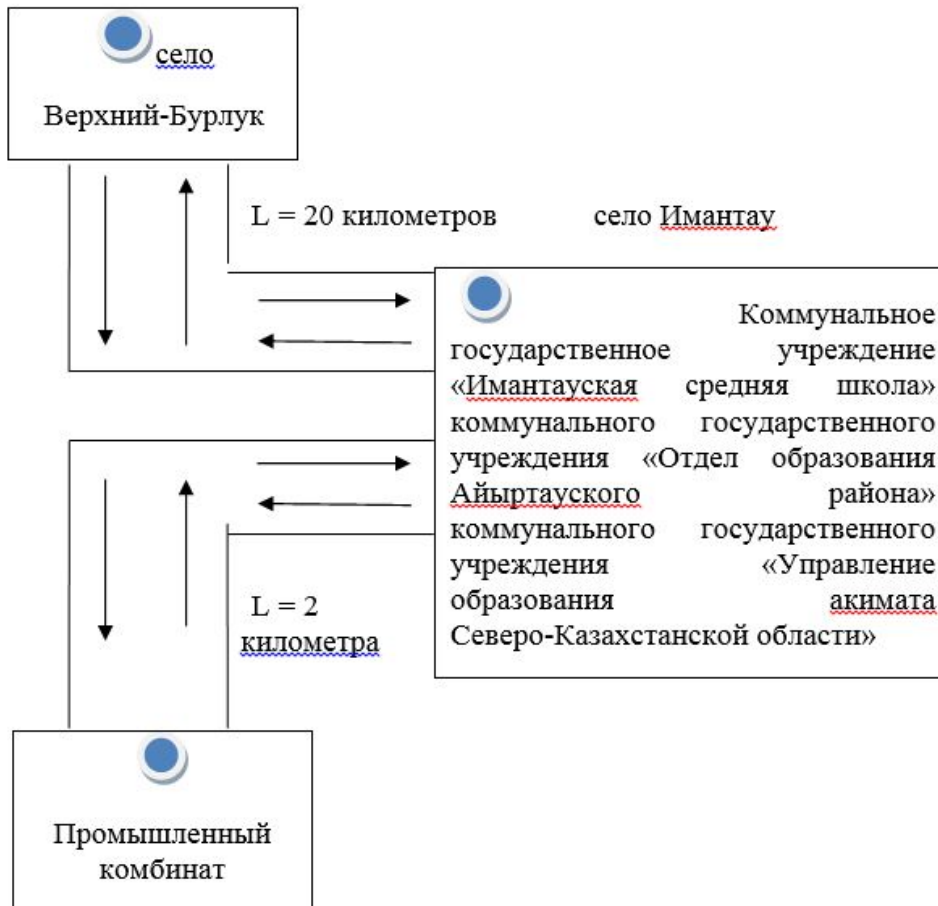 село
Верхний-Бурлук
L = 20 километров
село Имантау
Коммунальное
государственное учреждение
«Имантауская средняя школа»
коммунального государственного
учреждения «Отдел образования
Айыртауского района»
коммунального государственного
учреждения «Управление
образования акимата
Северо-Казахстанской области»
L = 2
километра
Промышленный
комбинат